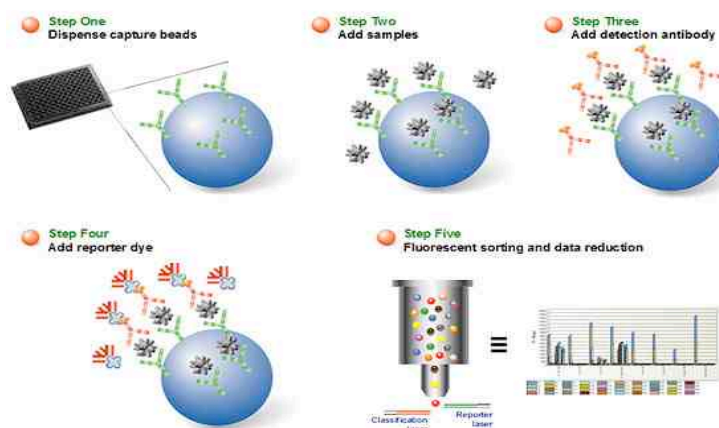 Step One
Dispense capture beads
Step Two
Add samples
Step Three
Add detection antibody
Step Four
Add reporter dye
Step Five
Fluorescent sorting and data reduction
Classification
Reporter
laser